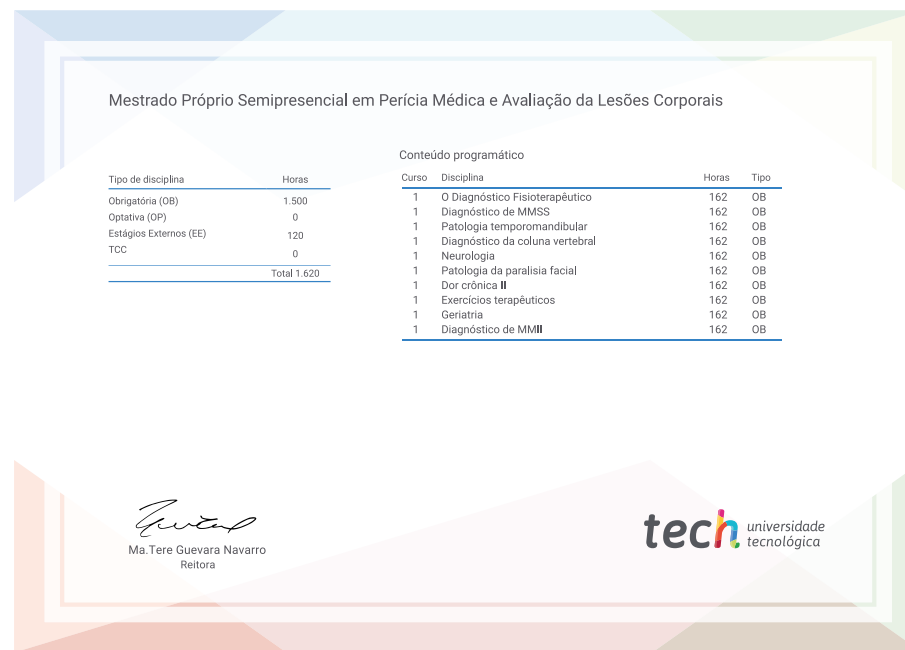 Mestrado Próprio Semipresencial em Perícia Médica e Avaliação da Lesões Corporais
Tipo de disciplina Horas
Obrigatória (OB) 1.500
Optativa (OP) 0
Estágios Externos (EE) 120
TCC 0
Total 1.620
Conteúdo programático
Curso Disciplina Horas Tipo
1 O Diagnóstico Fisioterapêutico 162 OB
1 Diagnóstico de MMSS 162 OB
1 Patologia temporomandibular 162 OB
1 Diagnóstico da coluna vertebral 162 OB
1 Neurologia 162 OB
1 Patologia da paralisia facial 162 OB
1 Dor crônica II 162 OB
1 Exercícios terapêuticos 162 OB
1 Geriatria 162 OB
1 Diagnóstico de MMII 162 OB
Ma.Tere Guevara Navarro
Reitora
tech universidade
tecnológica